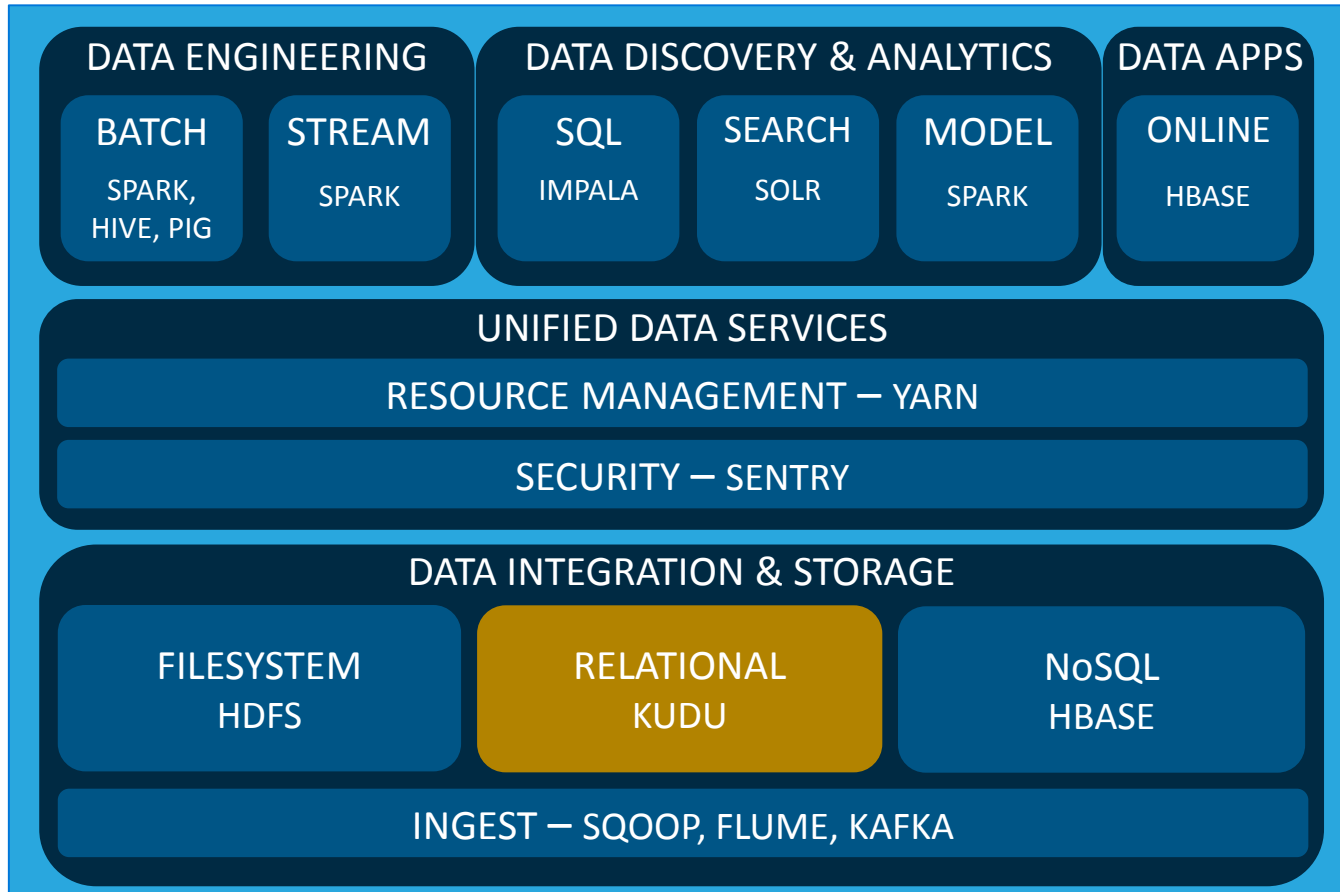 DATA ENGINEERING
BATCH
SPARK,
HIVE, PIG
STREAM
SPARK
DATA DISCOVERY & ANALYTICS
SQL
IMPALA
SEARCH
SOLR
MODEL
SPARK
DATA APPS
ONLINE
HBASE
UNIFIED DATA SERVICES
RESOURCE MANAGEMENT – YARN
SECURITY – SENTRY
DATA INTEGRATION & STORAGE
FILESYSTEM
HDFS
RELATIONAL
KUDU
NoSQL
HBASE
INGEST – SQOOP, FLUME, KAFKA